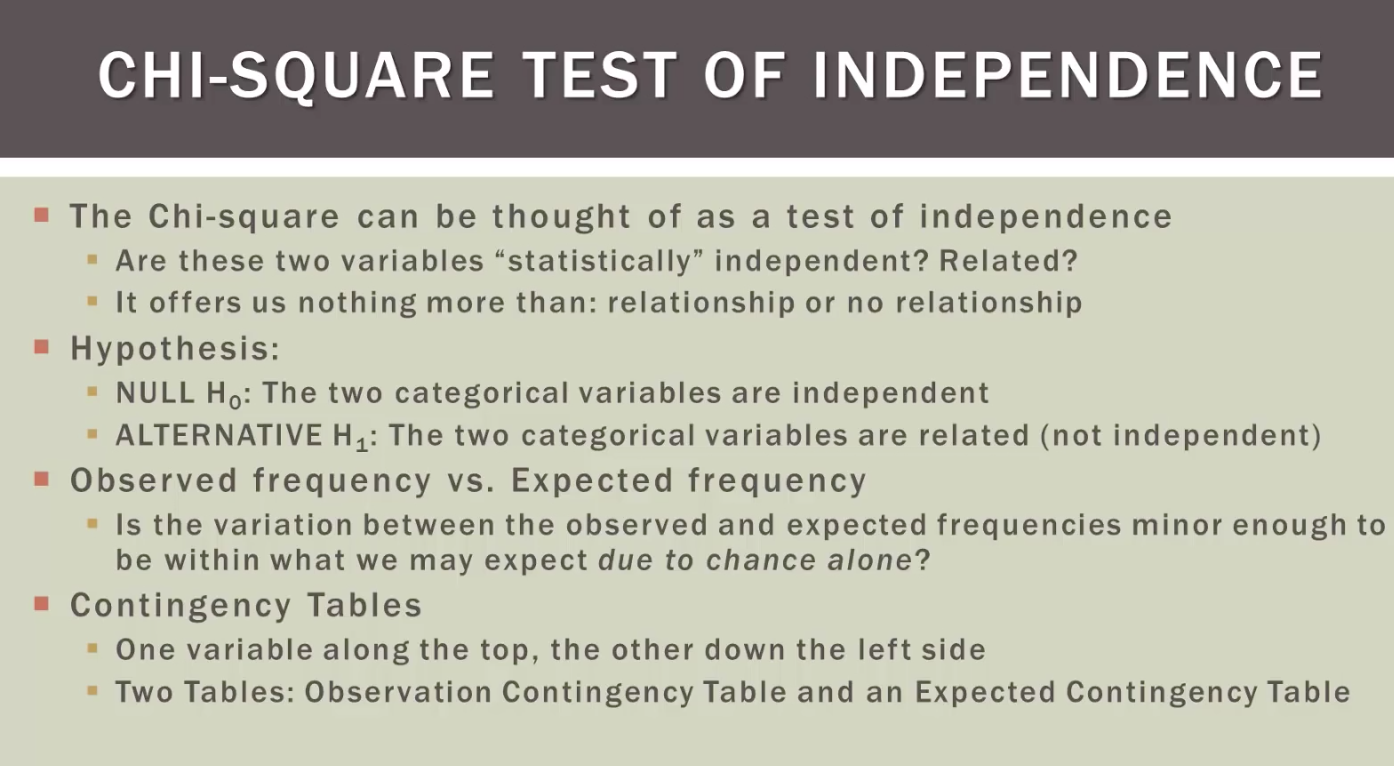 CHI-SQUARE TEST OF INDEPENDENCE
The Chi-square can be thought of as a test of independence
Are these two variables “statistically” independent? Related?
It offers us nothing more than: relationship or no relationship
Hypothesis:
NULL H₀: The two categorical variables are independent
ALTERNATIVE H₁: The two categorical variables are related (not independent)
Observed frequency vs. Expected frequency
Is the variation between the observed and expected frequencies minor enough to
be within what we may expect due to chance alone?
Contingency Tables
One variable along the top, the other down the left side
Two Tables: Observation Contingency Table and an Expected Contingency Table